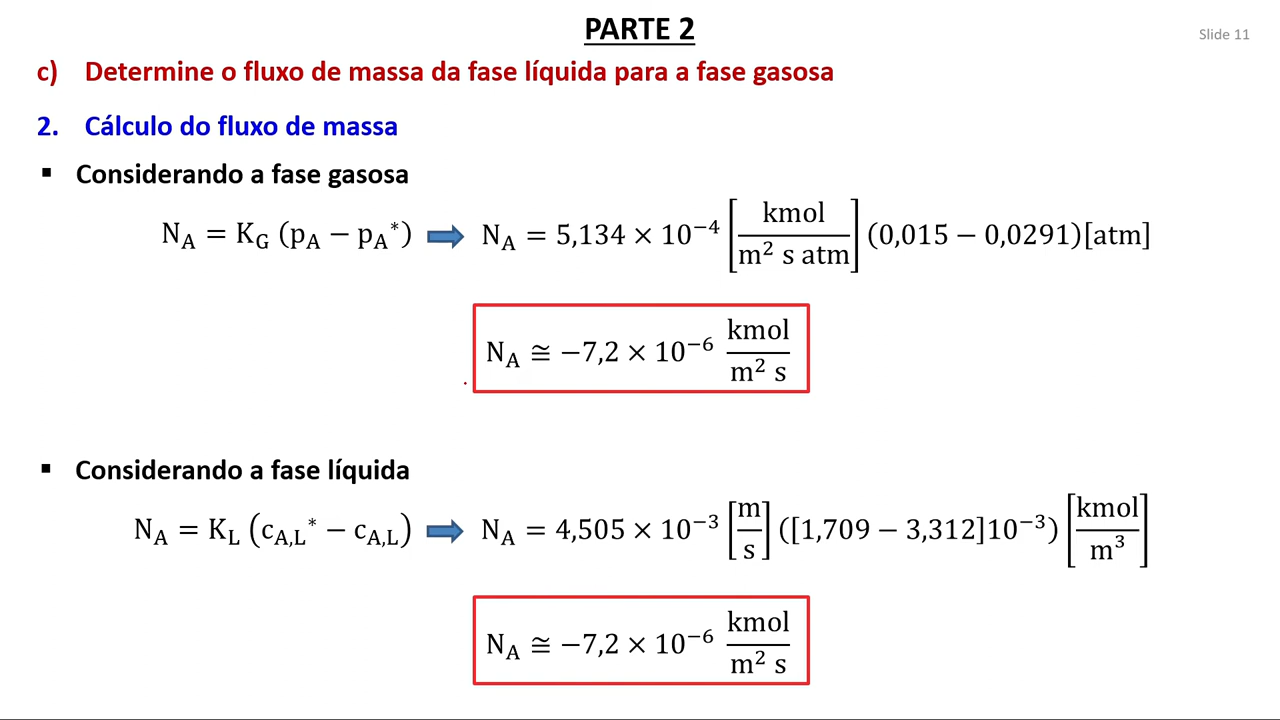 PARTE 2
Slide 11
c) Determine o fluxo de massa da fase líquida para a fase gasosa
2. Cálculo do fluxo de massa
▪ Considerando a fase gasosa
N_A = K_G (p_A − p_A*) ➡ N_A = 5,134 × 10⁻⁴ [kmol / m² s atm] (0,015 − 0,0291)[atm]
N_A ≅ −7,2 × 10⁻⁶ kmol / m² s
▪ Considerando a fase líquida
N_A = K_L (c_A,L* − c_A,L) ➡ N_A = 4,505 × 10⁻³ [m / s] ([1,709 − 3,312]10⁻³) [kmol / m³]
N_A ≅ −7,2 × 10⁻⁶ kmol / m² s